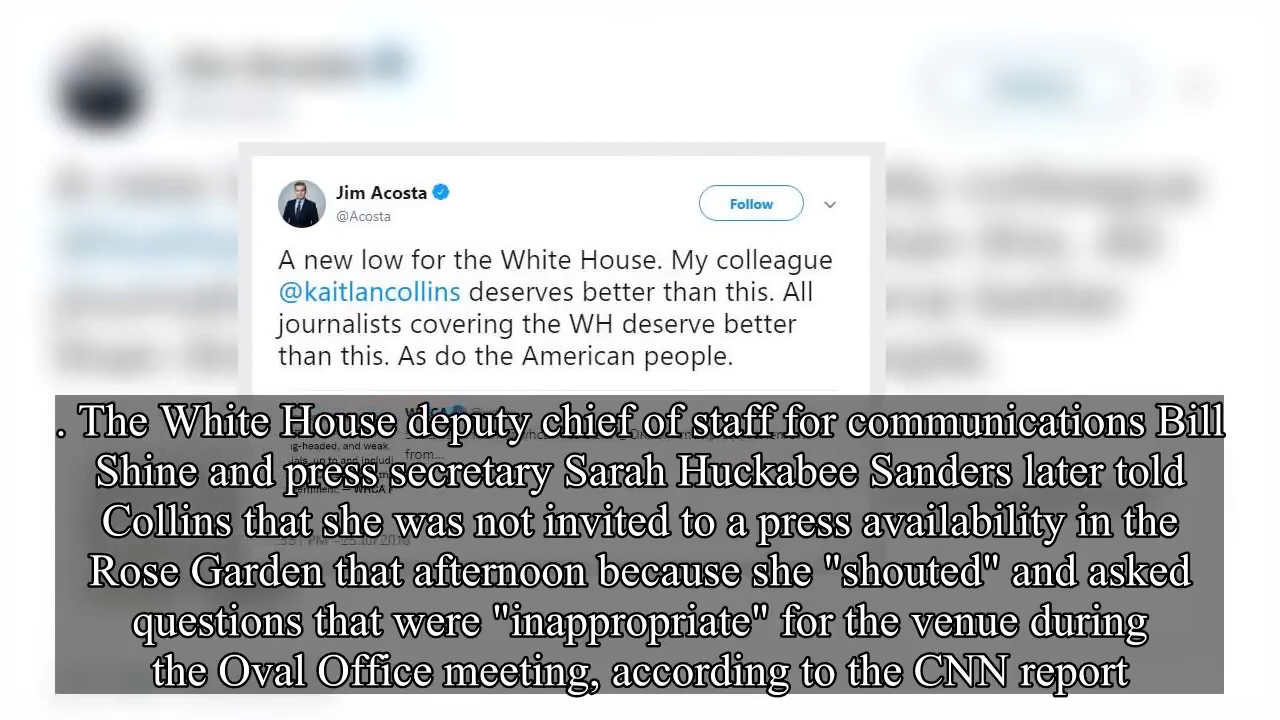 Jim Acosta
@Acosta
Follow
A new low for the White House. My colleague
@kaitlancollins deserves better than this. All
journalists covering the WH deserve better
than this. As do the American people.
. The White House deputy chief of staff for communications Bill
Shine and press secretary Sarah Huckabee Sanders later told
Collins that she was not invited to a press availability in the
Rose Garden that afternoon because she "shouted" and asked
questions that were "inappropriate" for the venue during
the Oval Office meeting, according to the CNN report